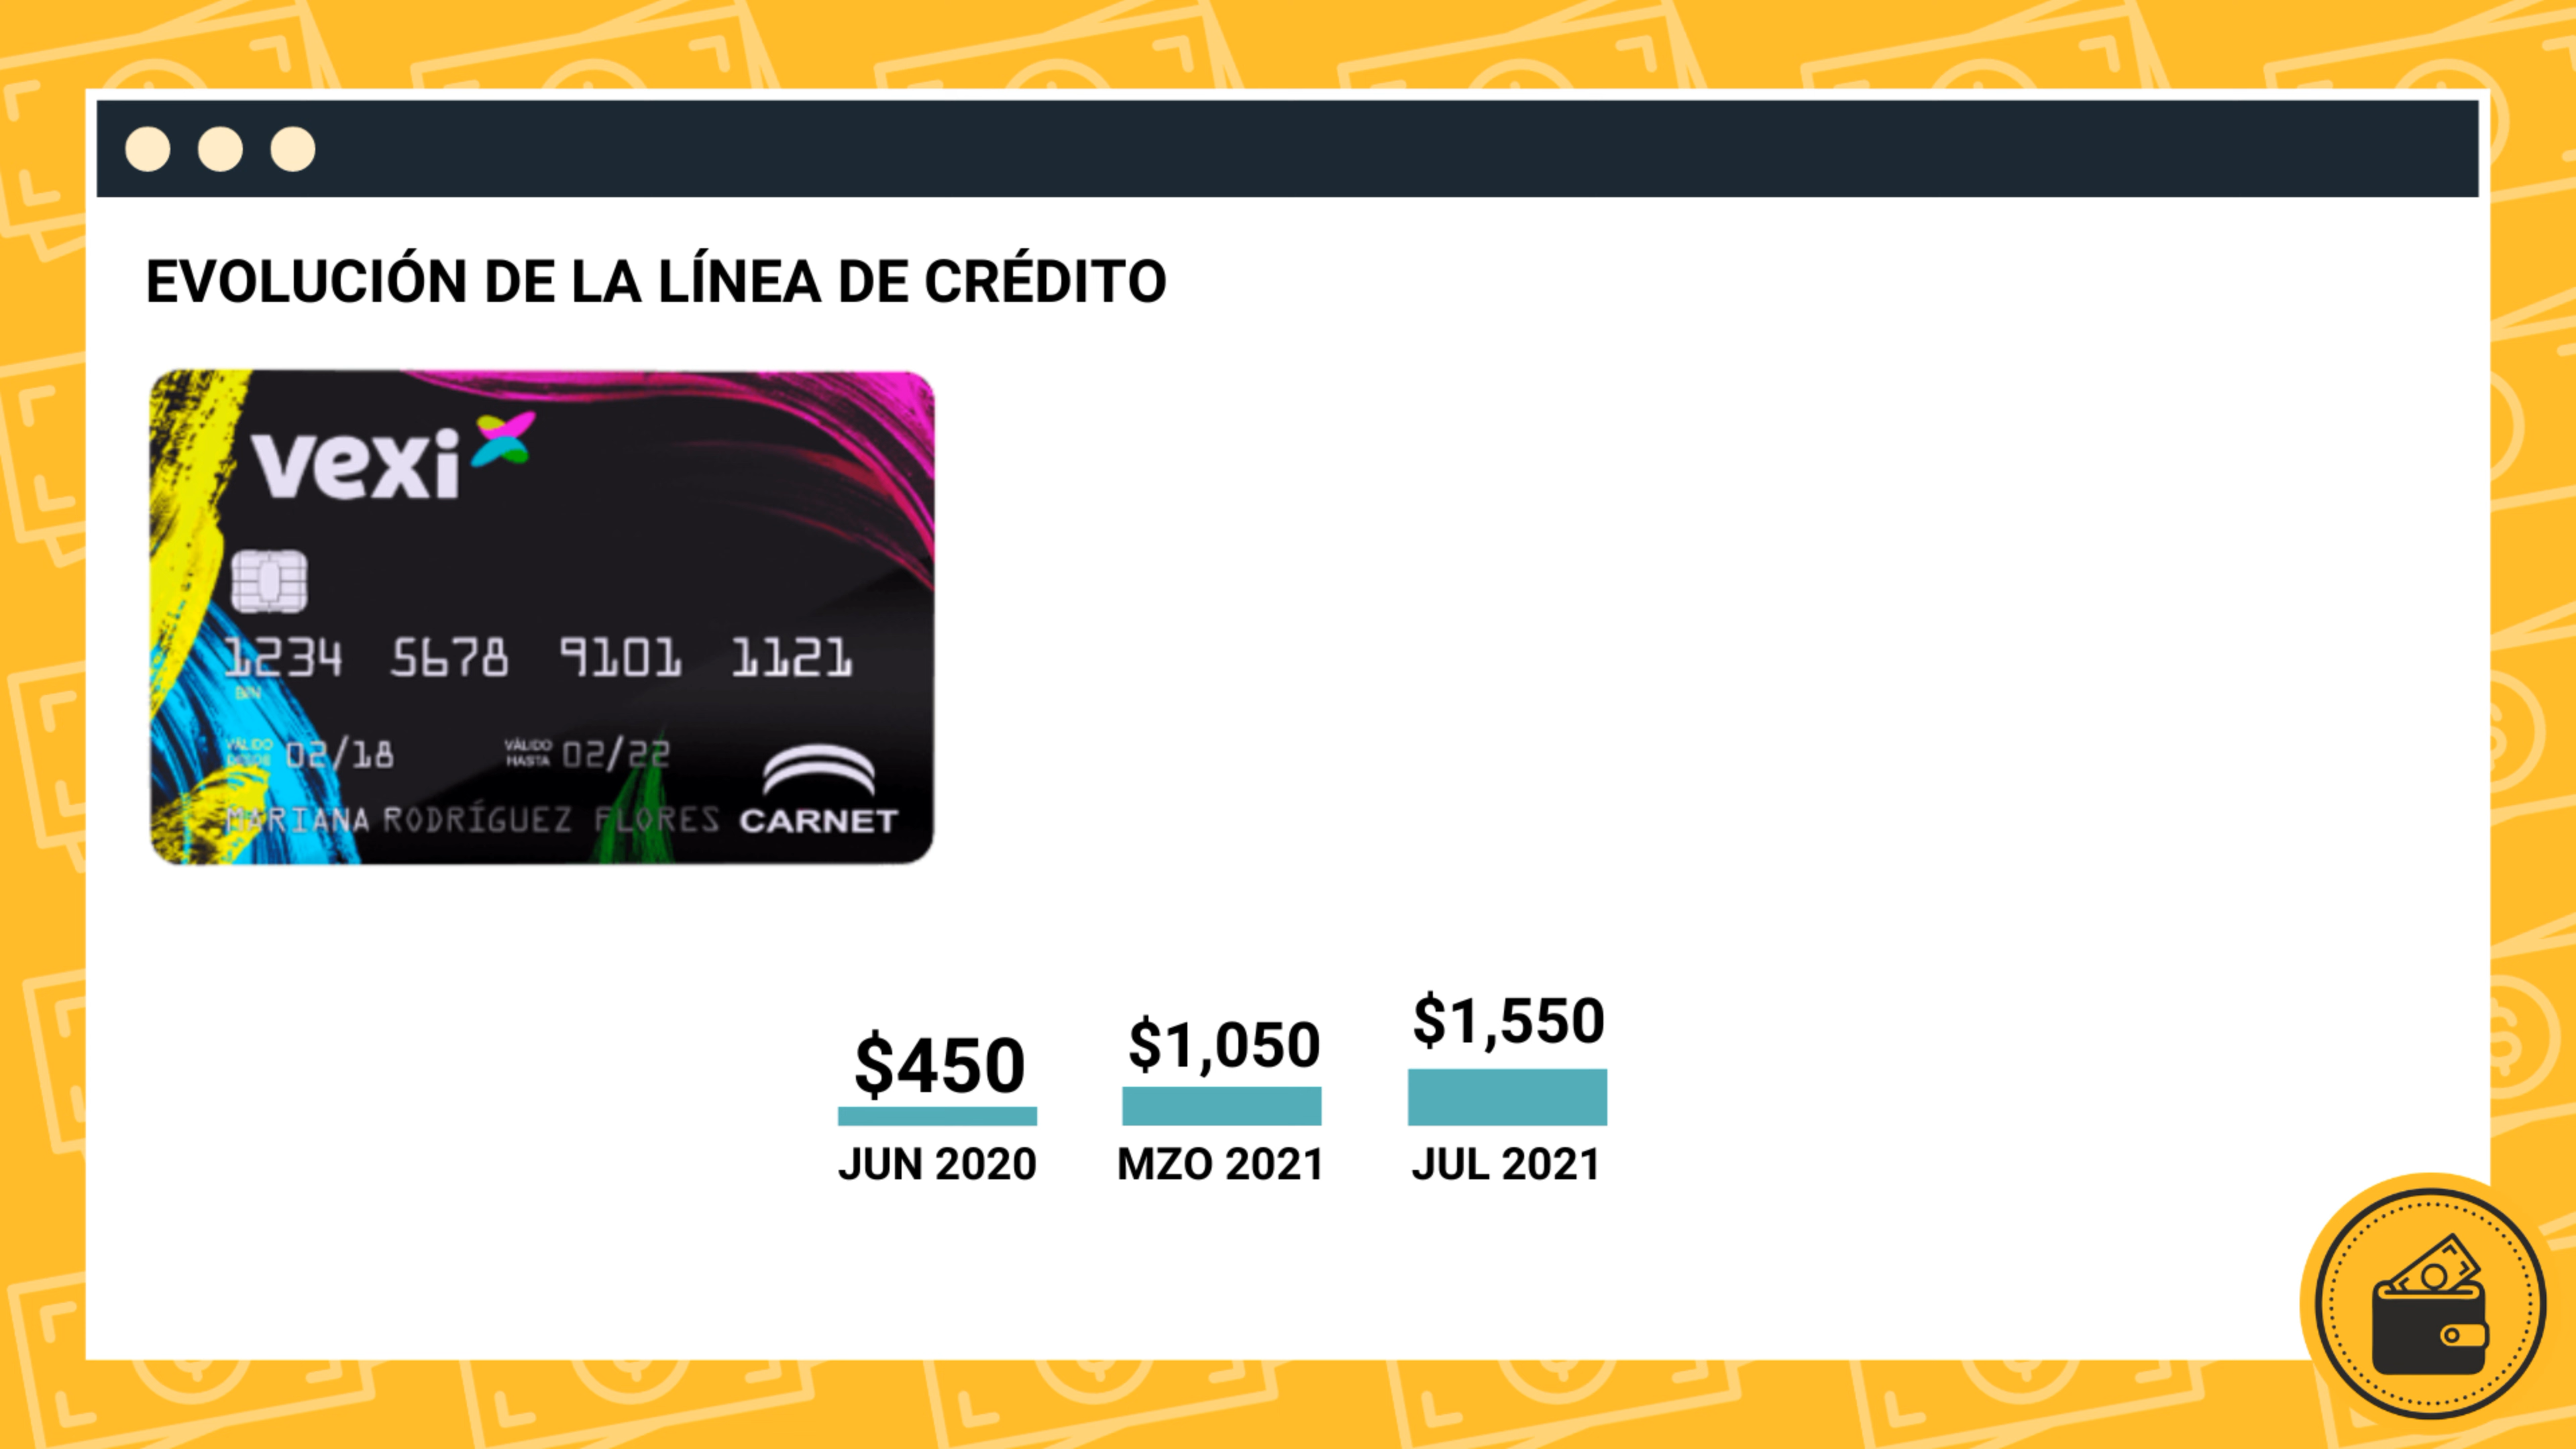 EVOLUCIÓN DE LA LÍNEA DE CRÉDITO
vexi
1234 5678 9101 1121
BIN
VÁLIDO DESDE 02/18 VÁLIDO HASTA 02/22
MARIANA RODRÍGUEZ FLORES CARNET
$450 $1,050 $1,550
JUN 2020 MZO 2021 JUL 2021